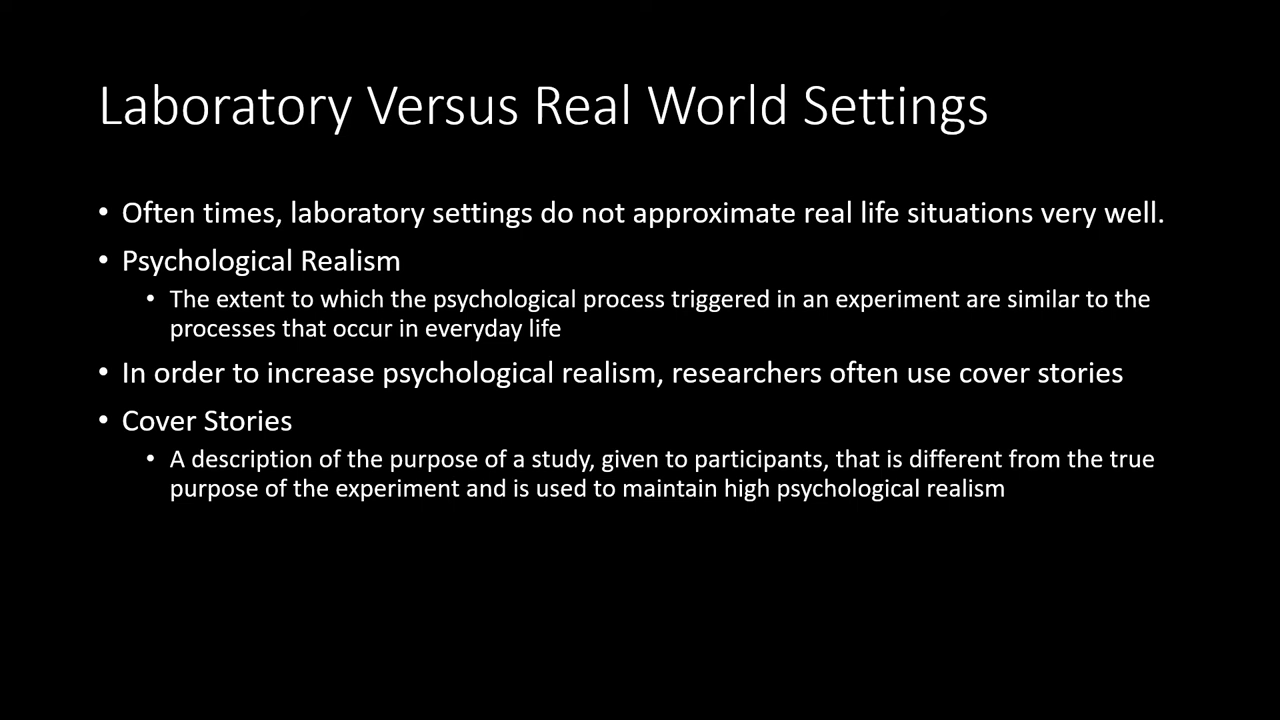 Laboratory Versus Real World Settings
• Often times, laboratory settings do not approximate real life situations very well.
• Psychological Realism
• The extent to which the psychological process triggered in an experiment are similar to the
processes that occur in everyday life
• In order to increase psychological realism, researchers often use cover stories
• Cover Stories
• A description of the purpose of a study, given to participants, that is different from the true
purpose of the experiment and is used to maintain high psychological realism